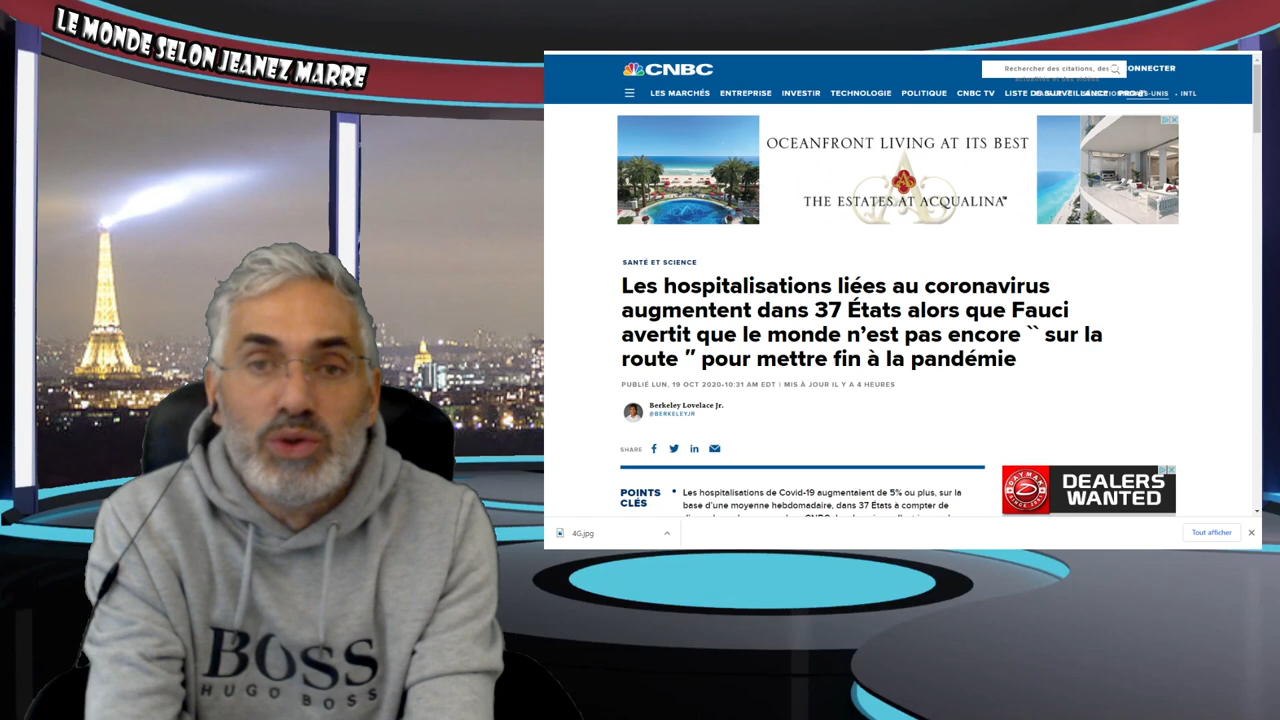 LE MONDE SELON JEANEZ MARRE
CNBC
Rechercher des citations, des
ONNECTER
LES MARCHÉS ENTREPRISE INVESTIR TECHNOLOGIE POLITIQUE CNBC TV LISTE DE SURVEILLANCE PRO
INTL
OCEANFRONT LIVING AT ITS BEST
THE ESTATES AT ACQUALINA
SANTÉ ET SCIENCE
Les hospitalisations liées au coronavirus
augmentent dans 37 États alors que Fauci
avertit que le monde n'est pas encore `` sur la
route '' pour mettre fin à la pandémie
PUBLIÉ LUN, 19 OCT 2020•10:31 AM EDT | MIS À JOUR IL Y A 4 HEURES
Berkeley Lovelace Jr.
@BERKELEYJR
SHARE
POINTS
CLÉS
• Les hospitalisations de Covid-19 augmentaient de 5% ou plus, sur la
base d'une moyenne hebdomadaire, dans 37 États à compter de
DEALERS
WANTED
4G.jpg
Tout afficher
BOSS
HUGO BOSS